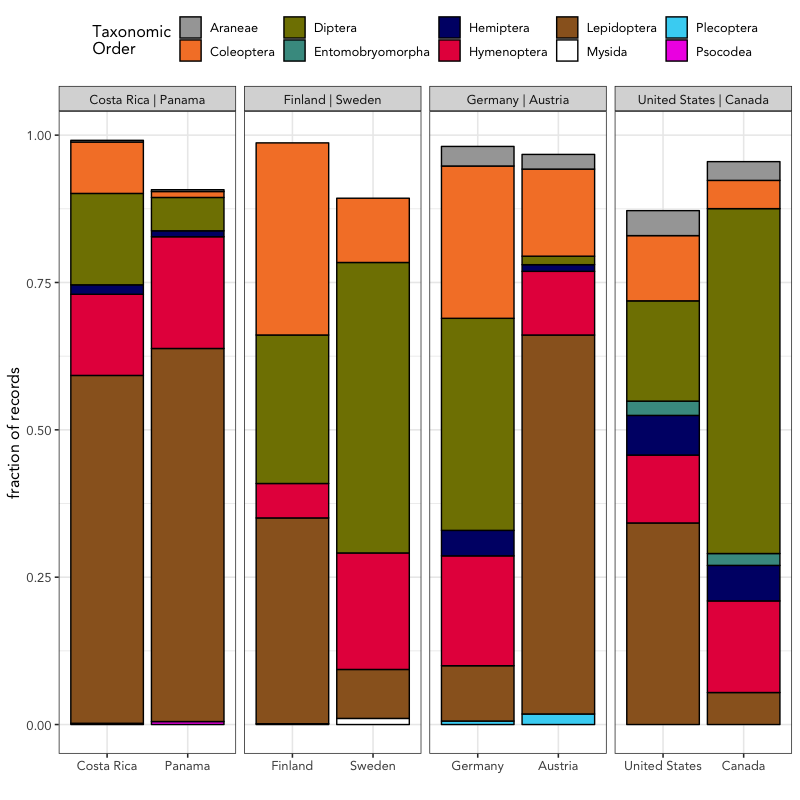 Taxonomic
Order
Araneae
Coleoptera
Diptera
Entomobryomorpha
Hemiptera
Hymenoptera
Lepidoptera
Mysida
Plecoptera
Psocodea
Costa Rica | Panama
Finland | Sweden
Germany | Austria
United States | Canada
fraction of records
1.00
0.75
0.50
0.25
0.00
Costa Rica
Panama
Finland
Sweden
Germany
Austria
United States
Canada